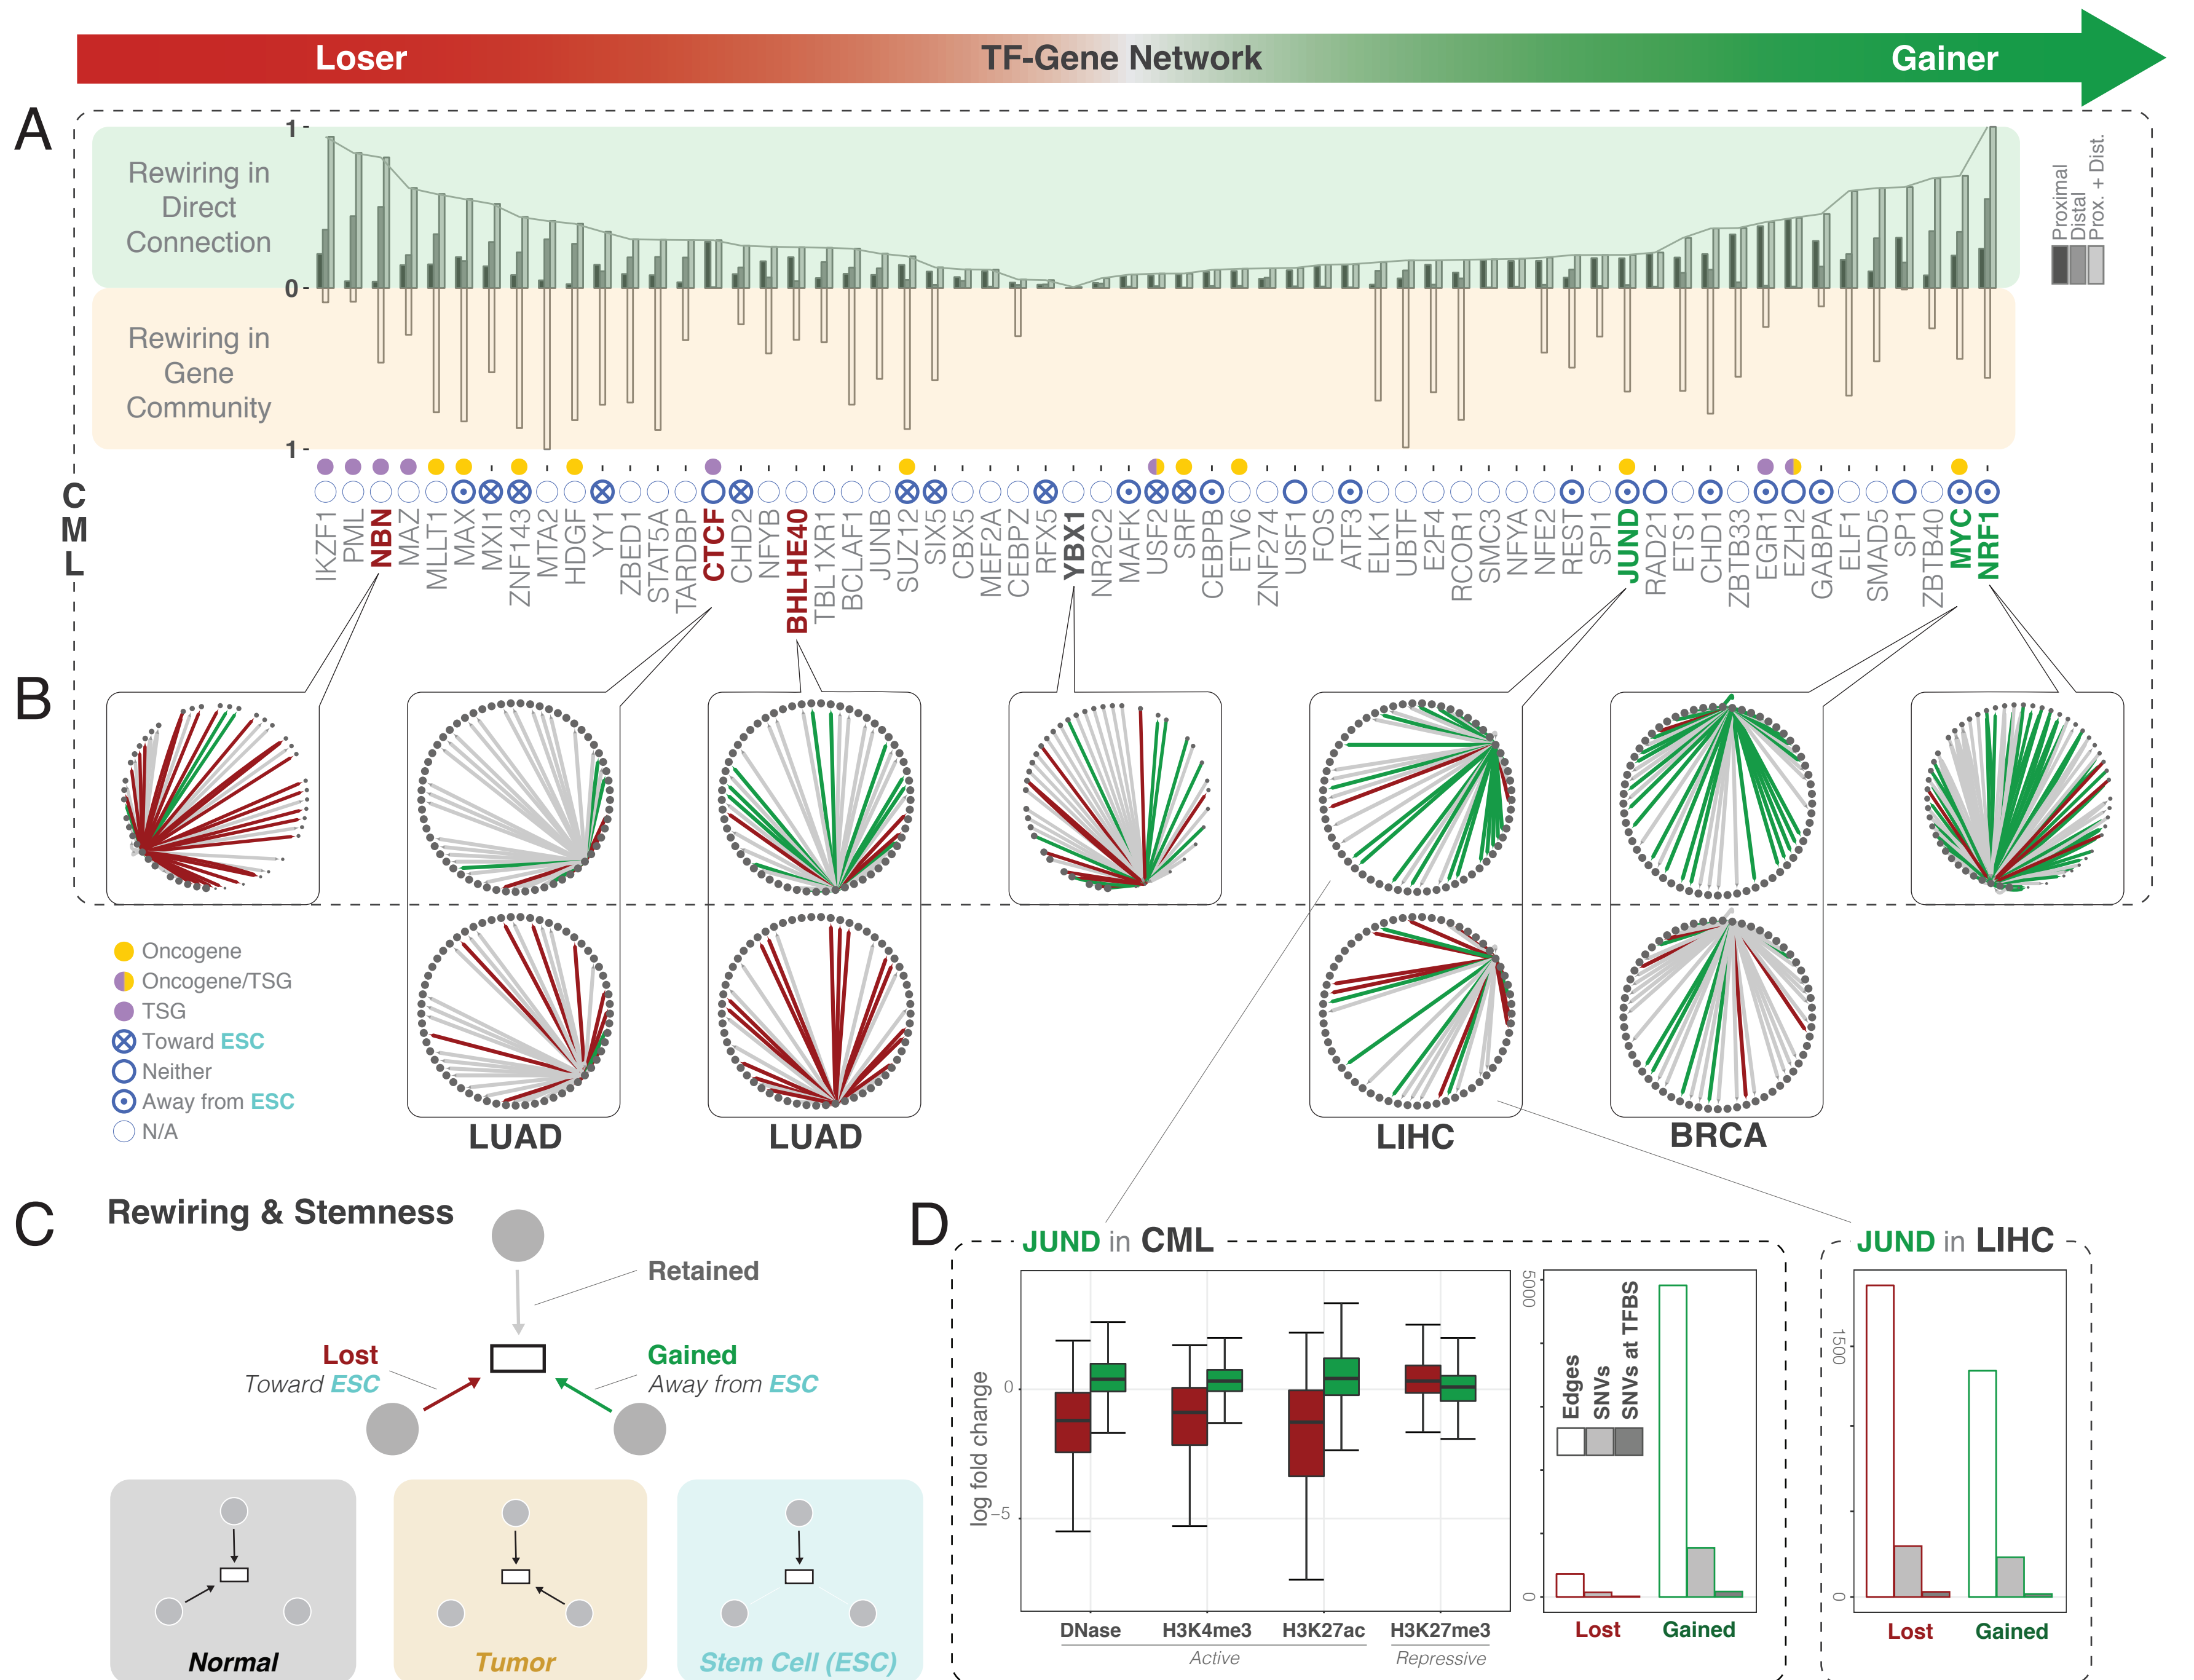 Loser TF-Gene Network Gainer
A
1
Rewiring in
Direct
Connection
0
Rewiring in
Gene
Community
1
Proximal
Distal
Prox. + Dist.
C
M
L
IKZF1
PML
NBN
MAZ
MLLT1
MAX
MXI1
ZNF143
MTA2
HDGF
YY1
ZBED1
STAT5A
TARDBP
CTCF
CHD2
NFYB
BHLHE40
TBL1XR1
BCLAF1
JUNB
SUZ12
SIX5
CBX5
MEF2A
CEBPZ
RFX5
YBX1
NR2C2
MAFK
USF2
SRF
CEBPB
ETV6
ZNF274
USF1
FOS
ATF3
ELK1
UBTF
E2F4
RCOR1
SMC3
NFYA
NFE2
REST
SPI1
JUND
RAD21
ETS1
CHD1
ZBTB33
EGR1
EZH2
GABPA
ELF1
SMAD5
SP1
ZBTB40
MYC
NRF1
B
Oncogene
Oncogene/TSG
TSG
Toward ESC
Neither
Away from ESC
N/A
LUAD
LUAD
LIHC
BRCA
C
Rewiring & Stemness
Retained
Lost
Toward ESC
Gained
Away from ESC
Normal
Tumor
Stem Cell (ESC)
D
JUND in CML
log fold change
0
−5
DNase
H3K4me3
H3K27ac
H3K27me3
Active
Repressive
5000
0
Edges
SNVs
SNVs at TFBS
Lost
Gained
JUND in LIHC
1500
0
Lost
Gained